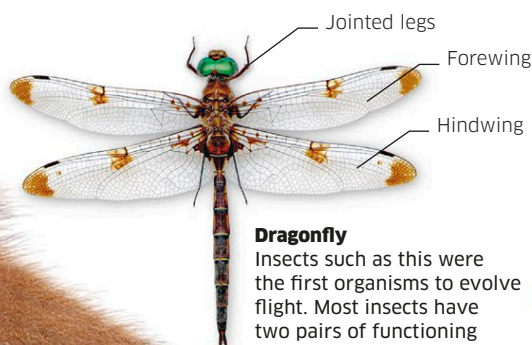 Jointed legs
Forewing
Hindwing
Dragonfly
Insects such as this were
the first organisms to evolve
flight. Most insects have
two pairs of functioning